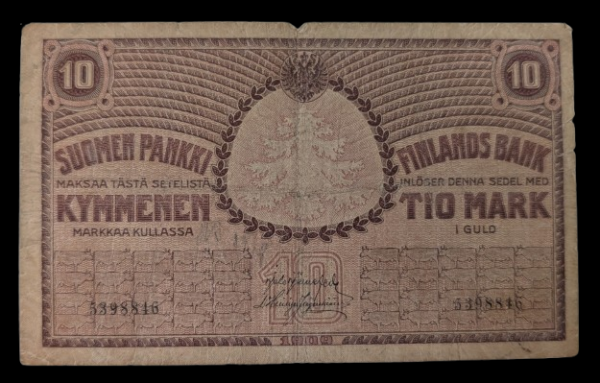 10 10
SUOMEN PANKKI
MAKSAA TÄSTÄ SETELISTÄ
KYMMENEN
MARKKAA KULLASSA
FINLANDS BANK
INLÖSER DENNA SEDEL MED
TIO MARK
I GULD
10
5398846 5398846
1909